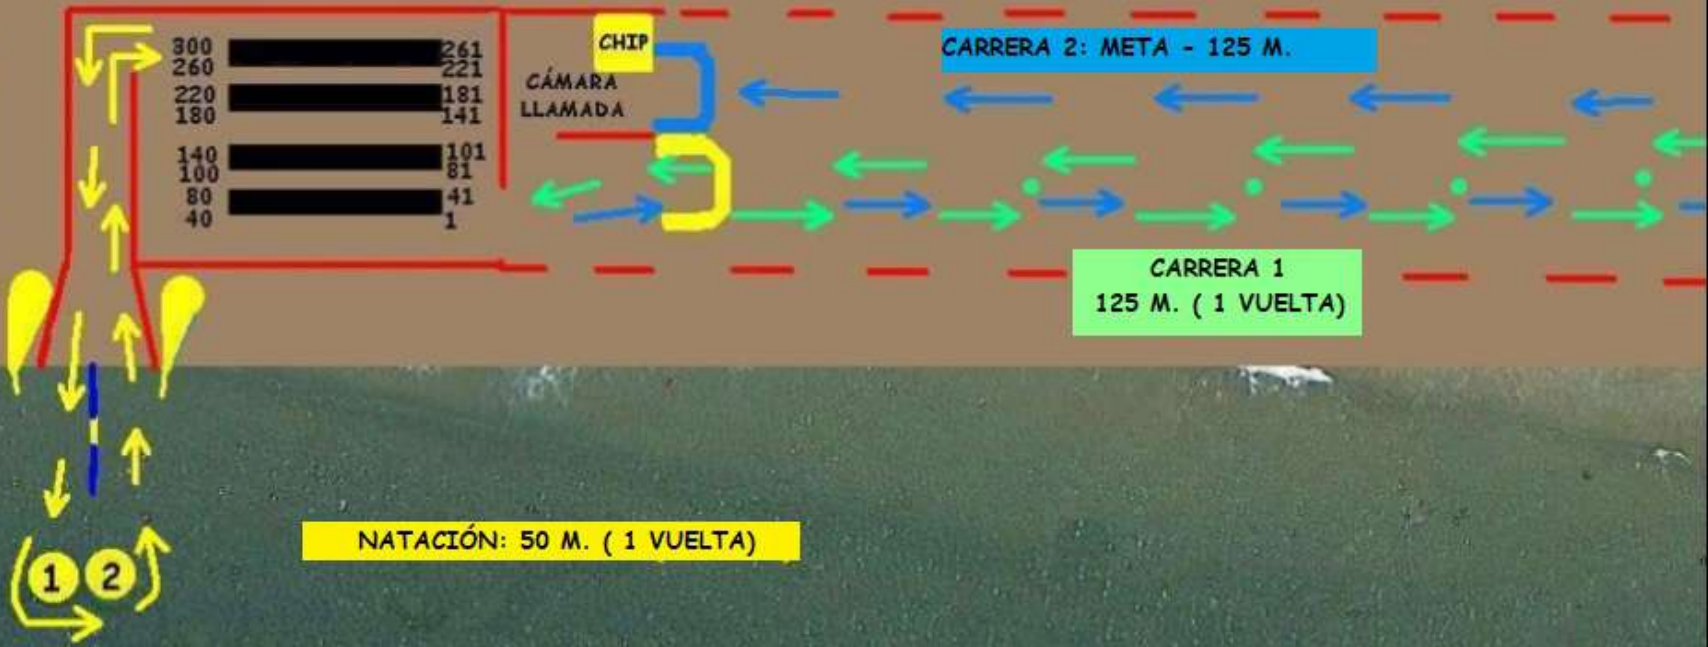 300
260
261
221
220
180
181
141
140
100
101
81
80
40
41
1
CHIP
CÁMARA
LLAMADA
CARRERA 2: META - 125 M.
CARRERA 1
125 M. ( 1 VUELTA)
NATACIÓN: 50 M. ( 1 VUELTA)
1
2